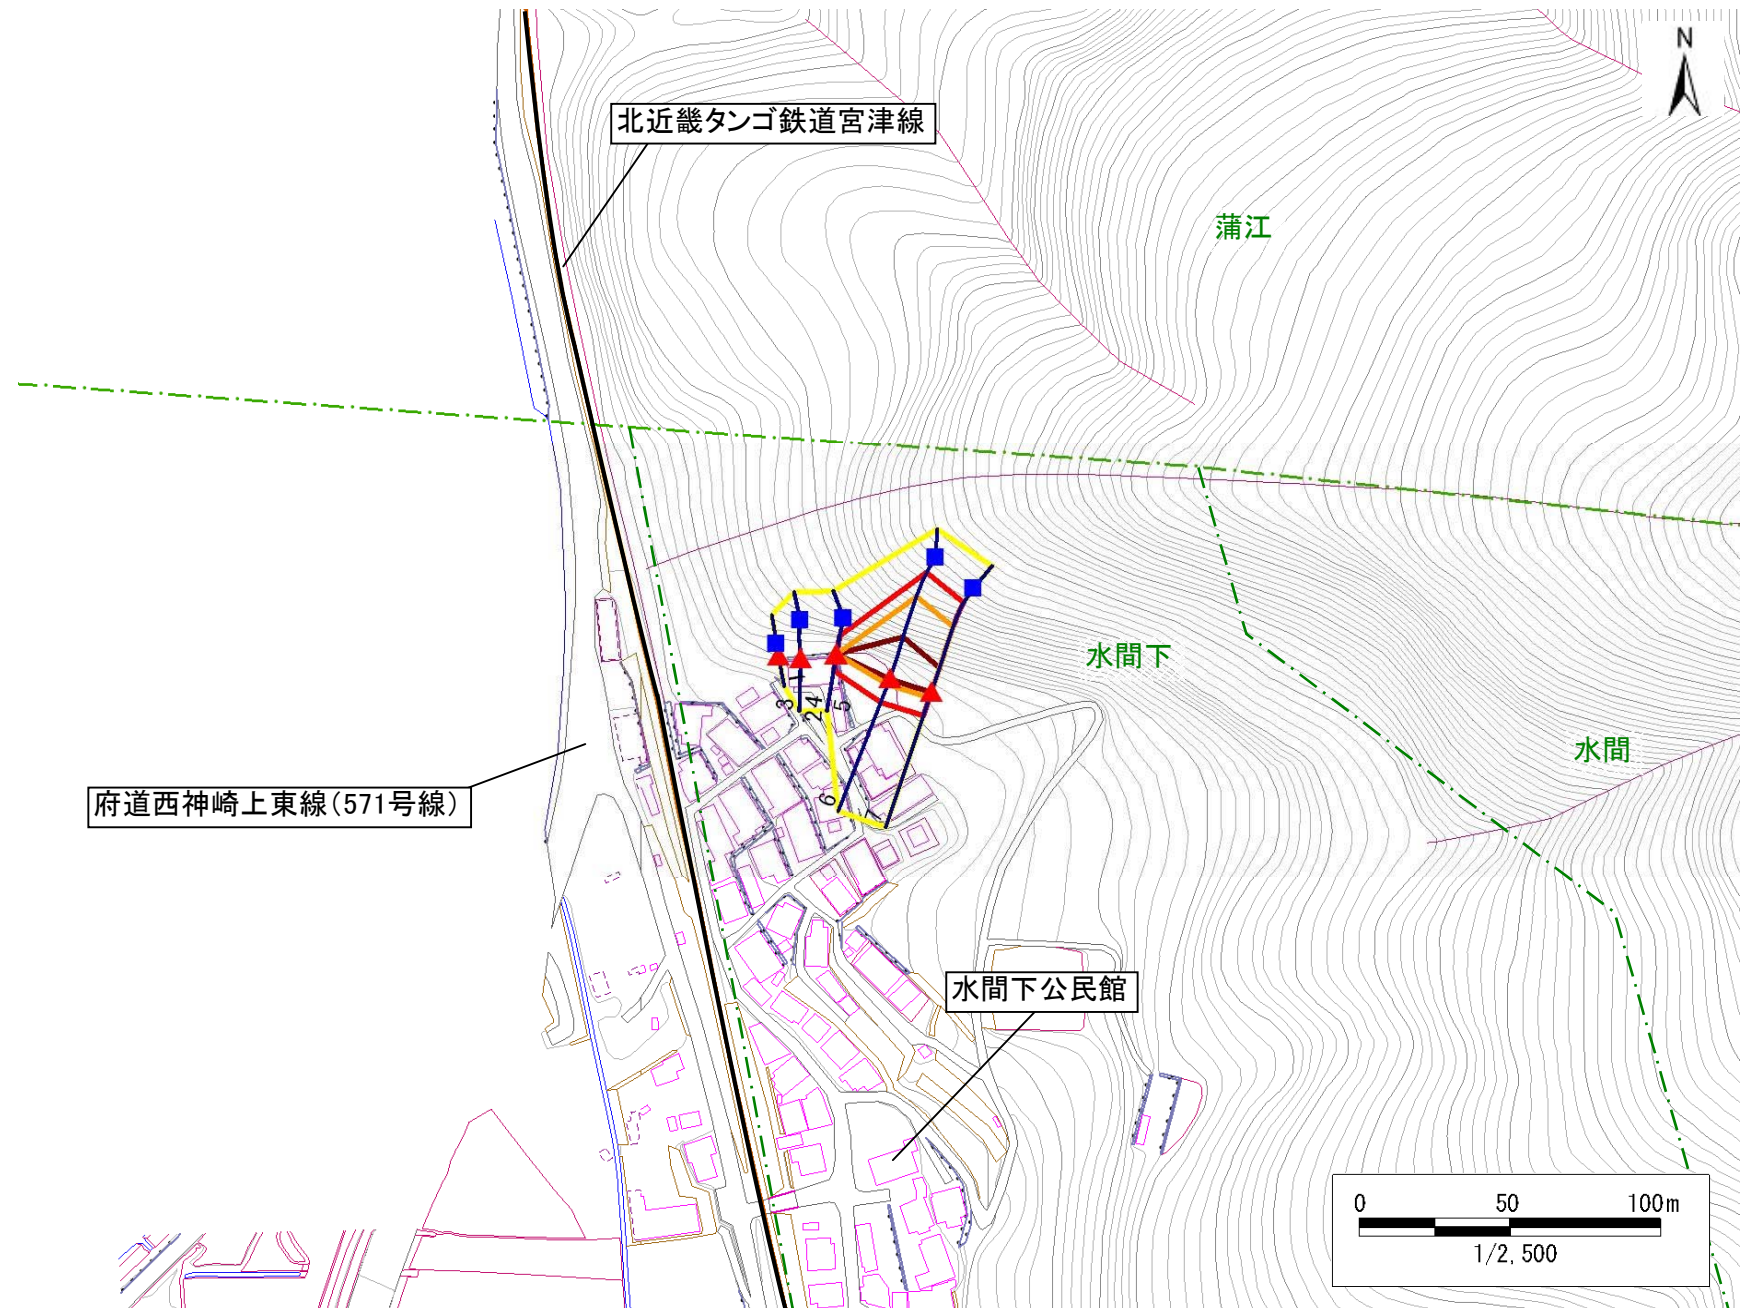 N
北近畿タンゴ鉄道宮津線
蒲江
水間下
水間
府道西神崎上東線(571号線)
1
3
2
4
5
6
7
水間下公民館
0 50 100m
1/2,500